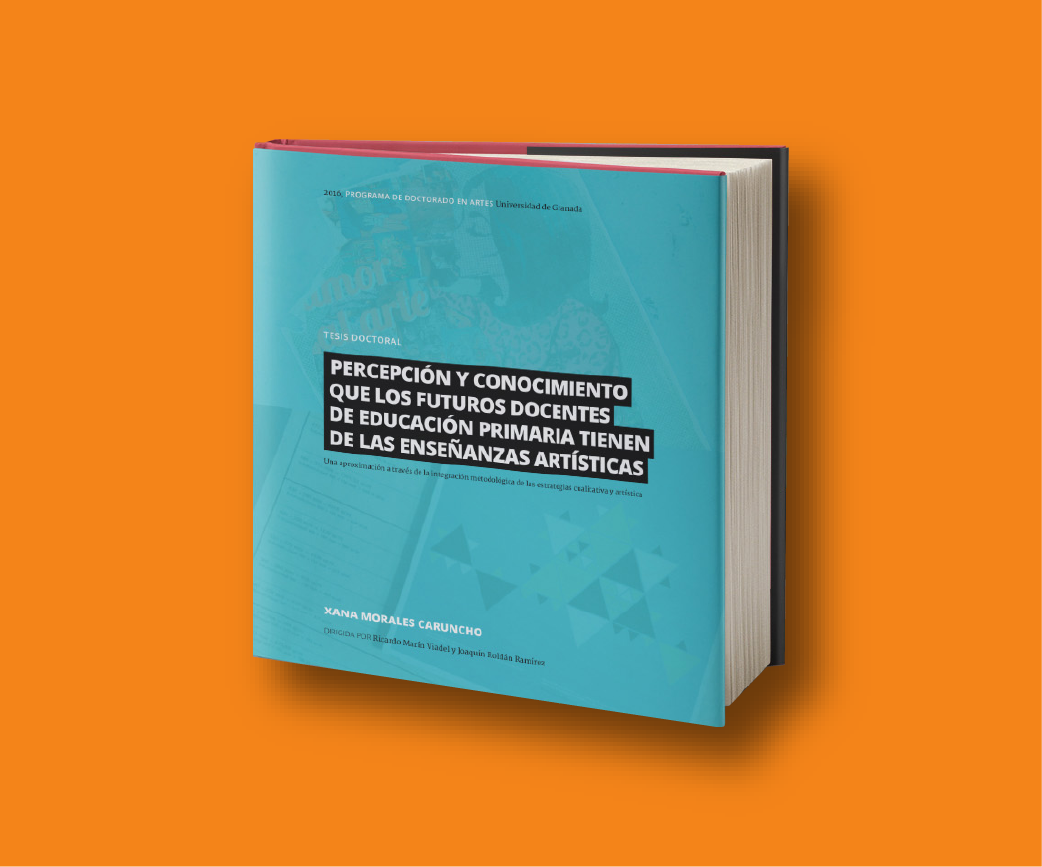 2016 PROGRAMA DE DOCTORADO EN ARTES Universidad de Granada
amor
arte
TESIS DOCTORAL
PERCEPCIÓN Y CONOCIMIENTO
QUE LOS FUTUROS DOCENTES
DE EDUCACIÓN PRIMARIA TIENEN
DE LAS ENSEÑANZAS ARTÍSTICAS
Una aproximación a través de la integración metodológica de las estrategias cualitativa y artística
XANA MORALES CARUNCHO
DIRIGIDA POR Ricardo Marín Viadel y Joaquín Roldán Ramírez